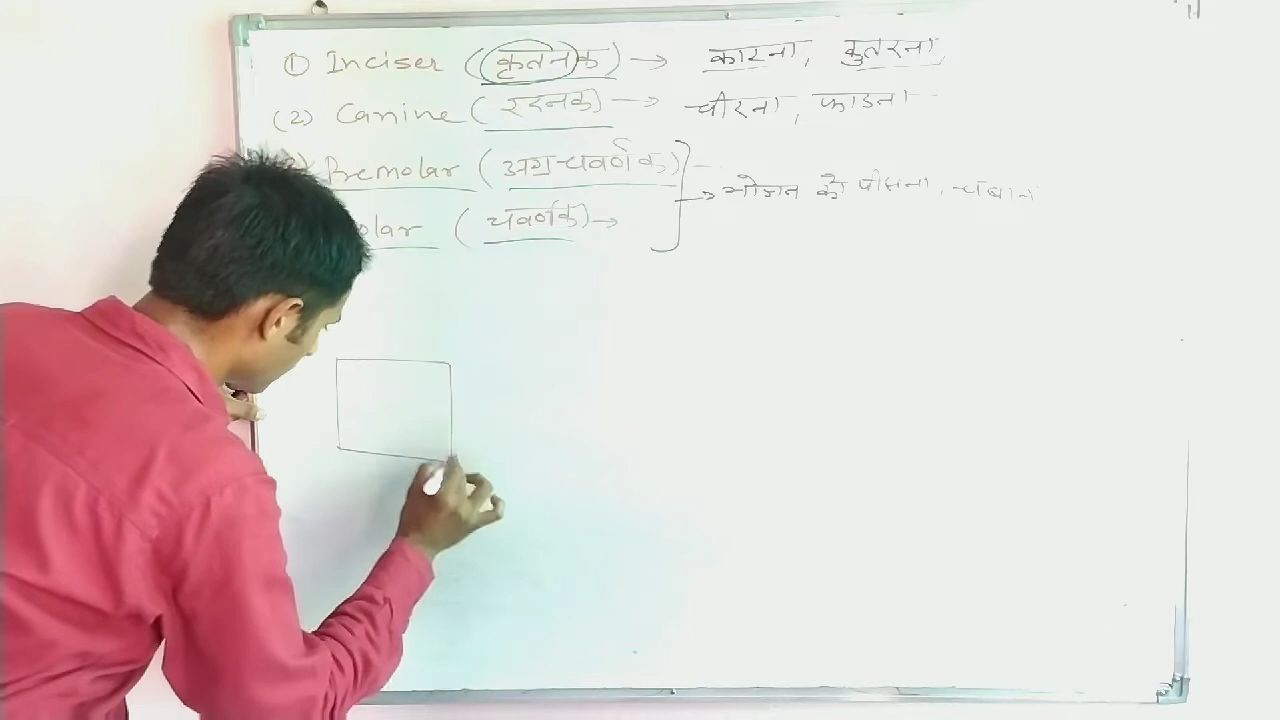 ① Inciser (कृतनक) → काटना, कुतरना,
(2) Canine (रदनक) → चीरना, फाडना
Premolar (अग्र-चवर्णक)
olar (चवर्णक) → → भोजन को पीसना, चबाना